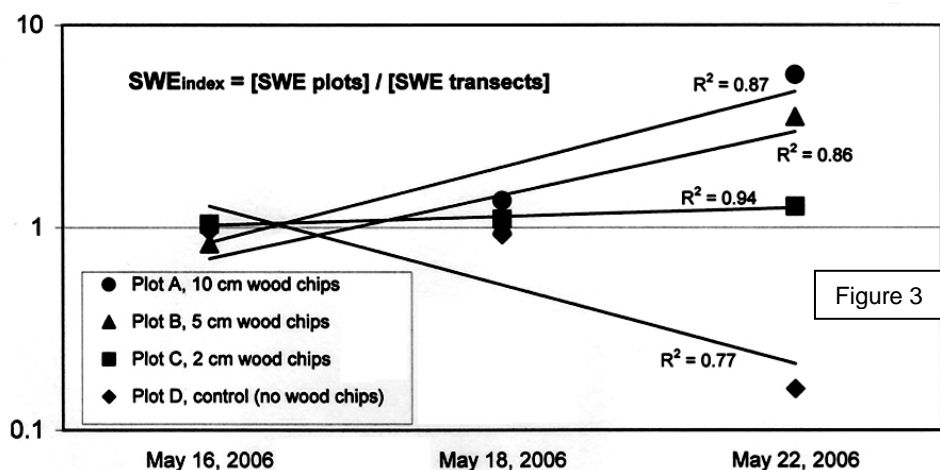 10
SWEindex = [SWE plots] / [SWE transects]
R² = 0.87
R² = 0.86
R² = 0.94
1
Plot A, 10 cm wood chips
Plot B, 5 cm wood chips
Plot C, 2 cm wood chips
Plot D, control (no wood chips)
Figure 3
R² = 0.77
0.1
May 16, 2006 May 18, 2006 May 22, 2006